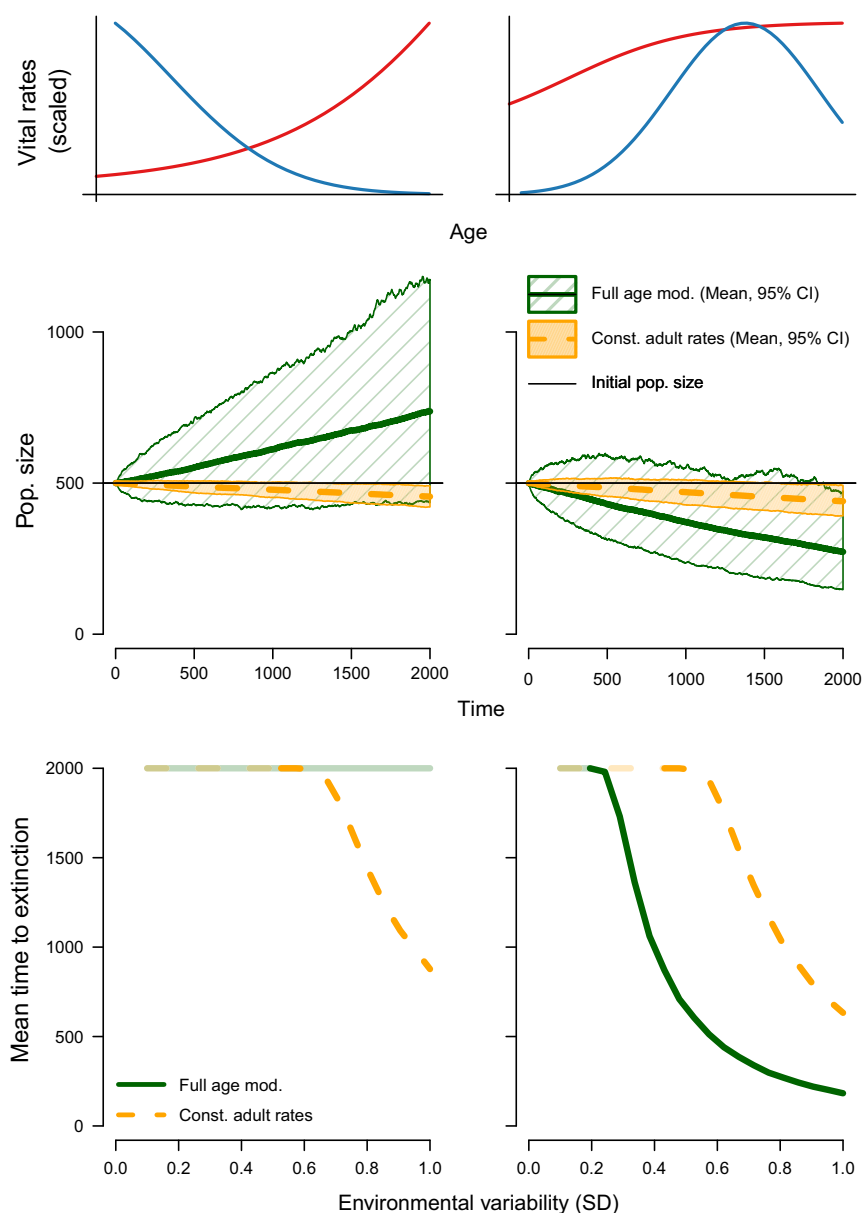 Vital rates
(scaled)
Age
Full age mod. (Mean, 95% CI)
Const. adult rates (Mean, 95% CI)
Initial pop. size
Pop. size
1000
500
0
0 500 1000 1500 2000
0 500 1000 1500 2000
Time
Mean time to extinction
2000
1500
1000
500
0
Full age mod.
Const. adult rates
0.0 0.2 0.4 0.6 0.8 1.0
0.0 0.2 0.4 0.6 0.8 1.0
Environmental variability (SD)